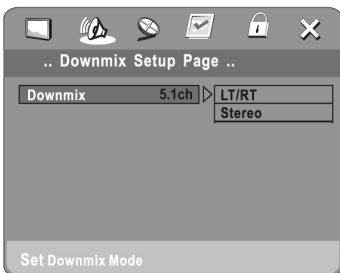 .. Downmix Setup Page ..
Downmix 5.1ch LT/RT
Stereo
Set Downmix Mode